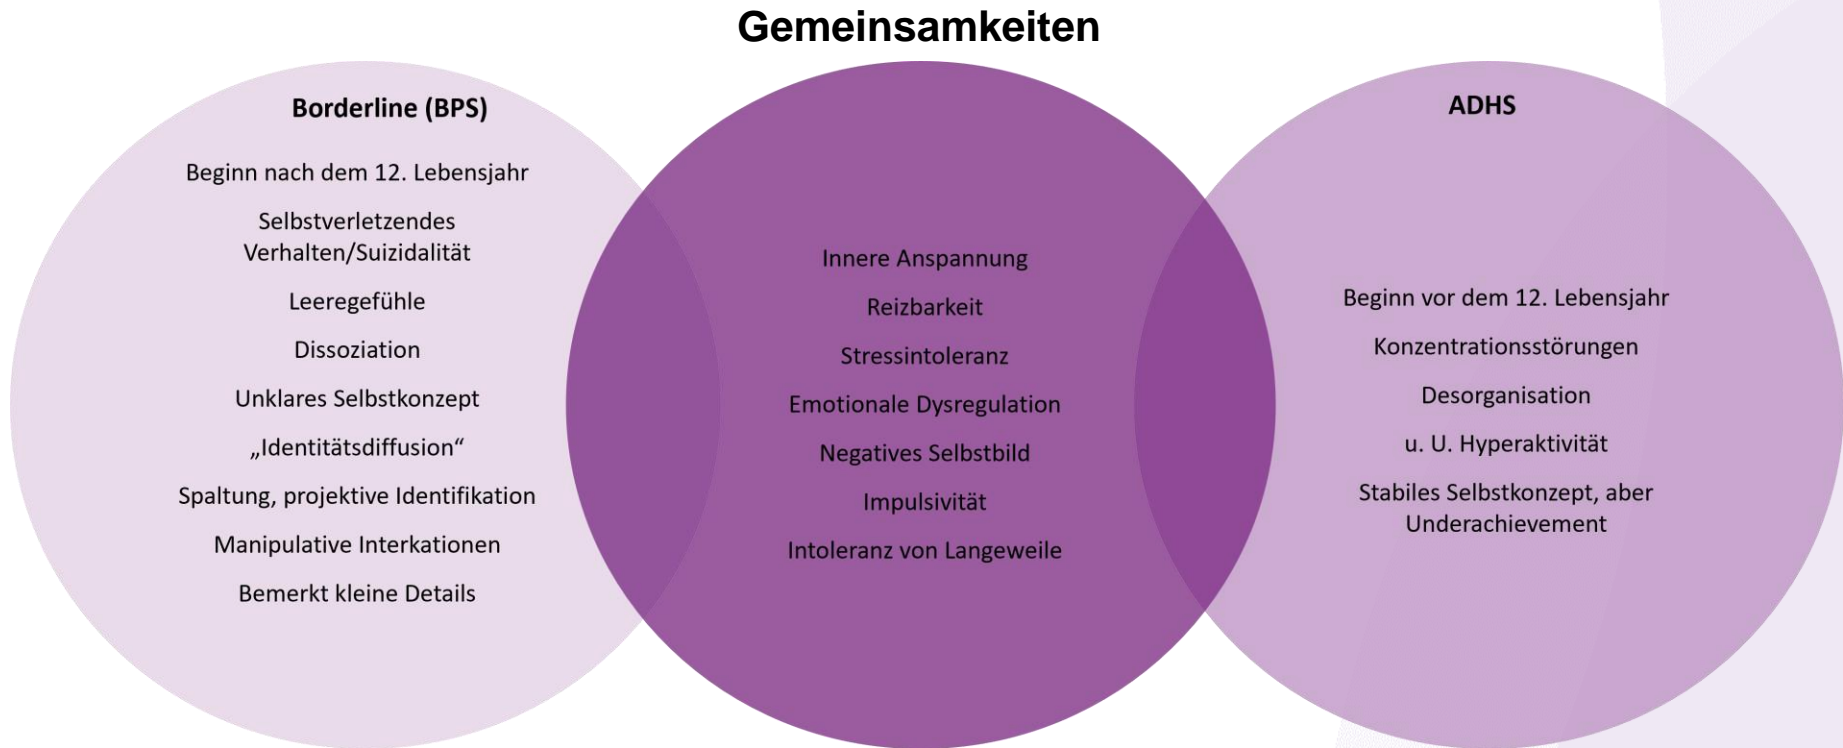 Gemeinsamkeiten
Borderline (BPS)
Beginn nach dem 12. Lebensjahr
Selbstverletzendes
Verhalten/Suizidalität
Leeregefühle
Dissoziation
Unklares Selbstkonzept
„Identitätsdiffusion“
Spaltung, projektive Identifikation
Manipulative Interkationen
Bemerkt kleine Details
Innere Anspannung
Reizbarkeit
Stressintoleranz
Emotionale Dysregulation
Negatives Selbstbild
Impulsivität
Intoleranz von Langeweile
ADHS
Beginn vor dem 12. Lebensjahr
Konzentrationsstörungen
Desorganisation
u. U. Hyperaktivität
Stabiles Selbstkonzept, aber
Underachievement